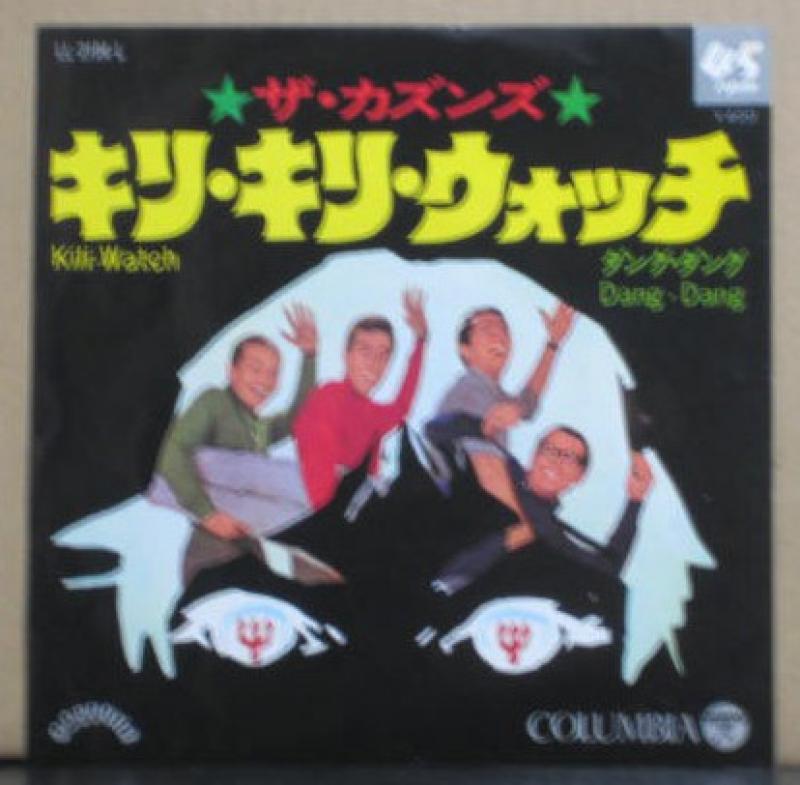 45
ザ・カズンズ
キリ・キリ・ウォッチ
Kili-Watch
ダング・ダング
Dang-Dang
COLUMBIA